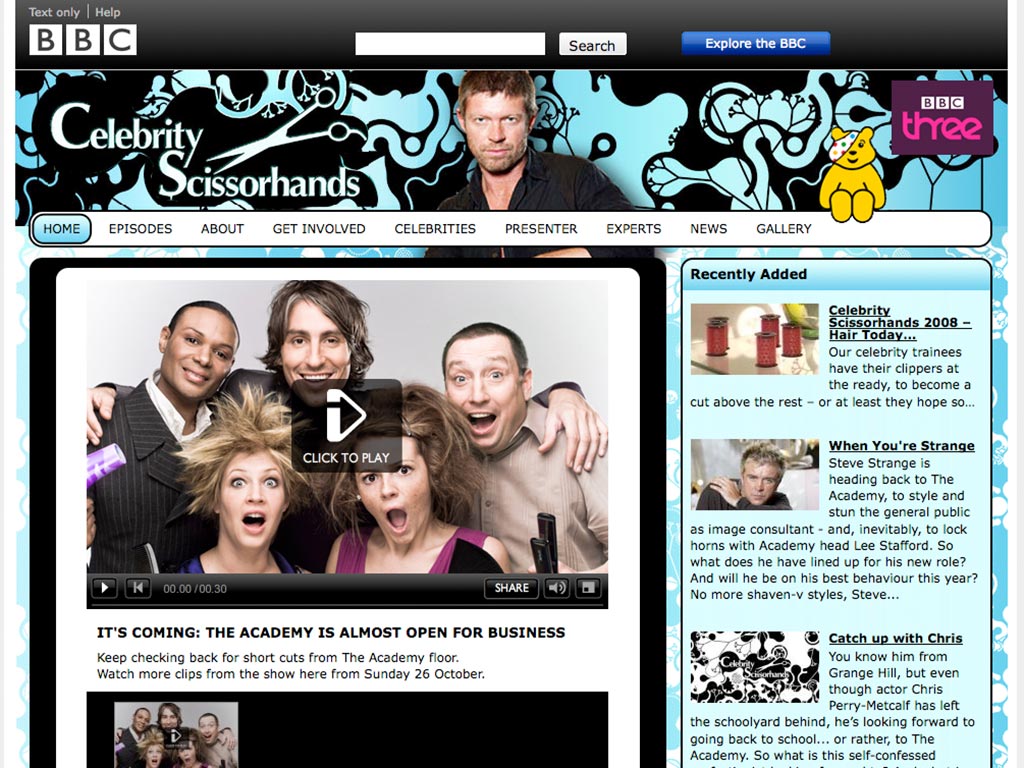 Text only | Help
BBC
Search
Explore the BBC
Celebrity
Scissorhands
BBC
three
HOME
EPISODES
ABOUT
GET INVOLVED
CELEBRITIES
PRESENTER
EXPERTS
NEWS
GALLERY
CLICK TO PLAY
00.00 / 00.30
SHARE
IT'S COMING: THE ACADEMY IS ALMOST OPEN FOR BUSINESS
Keep checking back for short cuts from The Academy floor.
Watch more clips from the show here from Sunday 26 October.
Recently Added
Celebrity
Scissorhands 2008 –
Hair Today...
Our celebrity trainees
have their clippers at
the ready, to become a
cut above the rest – or at least they hope so...
When You're Strange
Steve Strange is
heading back to The
Academy, to style and
stun the general public
as image consultant - and, inevitably, to lock
horns with Academy head Lee Stafford. So
what does he have lined up for his new role?
And will he be on his best behaviour this year?
No more shaven-v styles, Steve...
Celebrity
Scissorhands
Catch up with Chris
You know him from
Grange Hill, but even
though actor Chris
Perry-Metcalf has left
the schoolyard behind, he's looking forward to
going back to school... or rather, to The
Academy. So what is this self-confessed